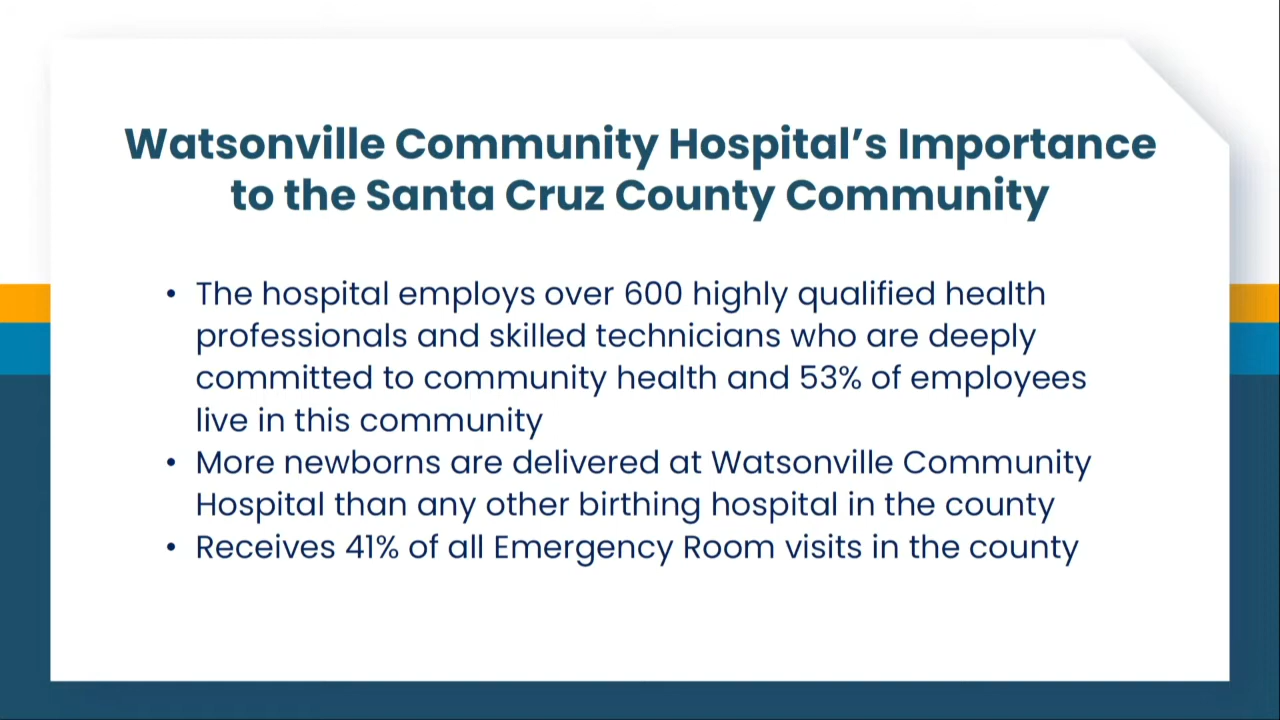 Watsonville Community Hospital’s Importance
to the Santa Cruz County Community
• The hospital employs over 600 highly qualified health
professionals and skilled technicians who are deeply
committed to community health and 53% of employees
live in this community
• More newborns are delivered at Watsonville Community
Hospital than any other birthing hospital in the county
• Receives 41% of all Emergency Room visits in the county